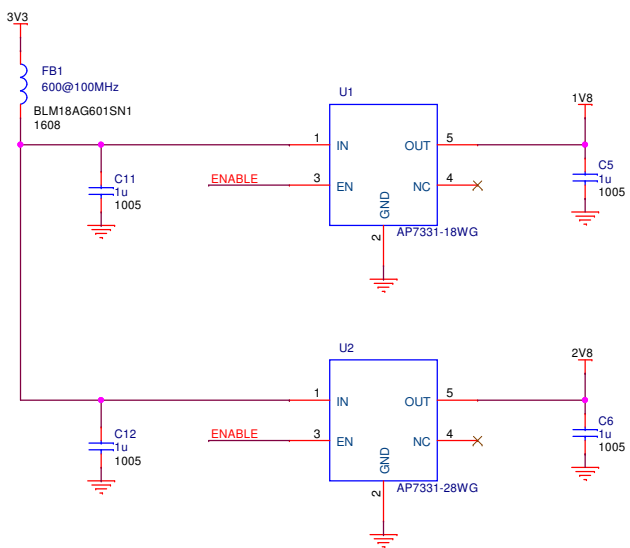 3V3
FB1
600@100MHz
BLM18AG601SN1
1608
U1
1V8
1
IN
OUT
5
C11
1u
1005
ENABLE
3
EN
NC
4
C5
1u
1005
GND
2
AP7331-18WG
U2
2V8
1
IN
OUT
5
C12
1u
1005
ENABLE
3
EN
NC
4
C6
1u
1005
GND
2
AP7331-28WG